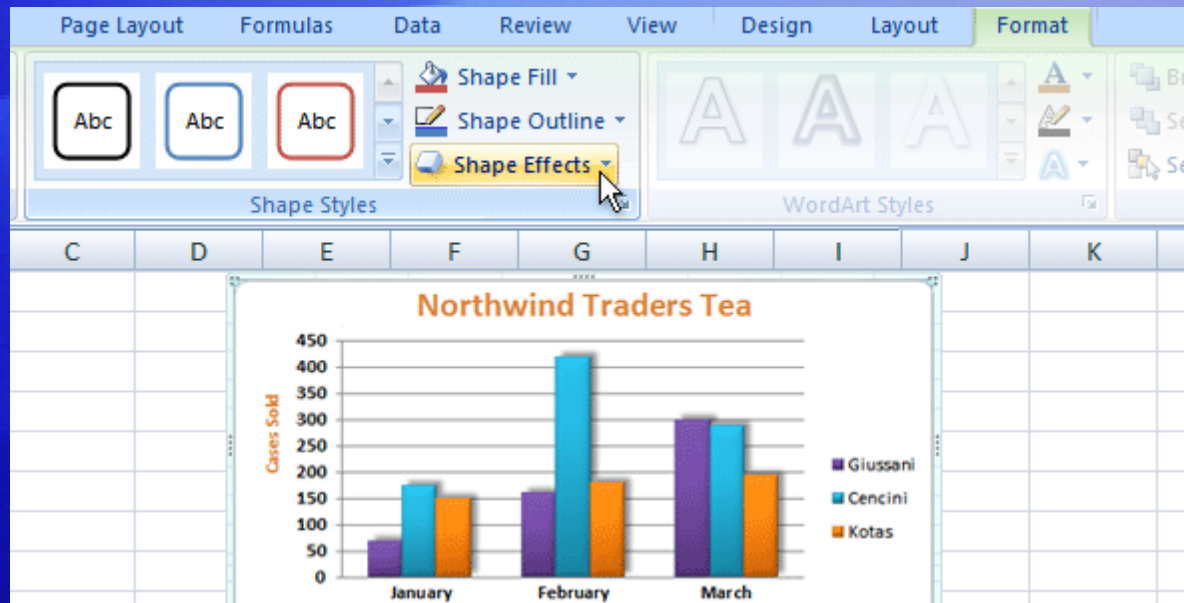 Page Layout Formulas Data Review View Design Layout Format
Abc Abc Abc
Shape Fill
Shape Outline
Shape Effects
A A A A
A
Shape Styles WordArt Styles
C D E F G H I J K
Northwind Traders Tea
Cases Sold
450
400
350
300
250
200
150
100
50
0
Giussani
Cencini
Kotas
January February March